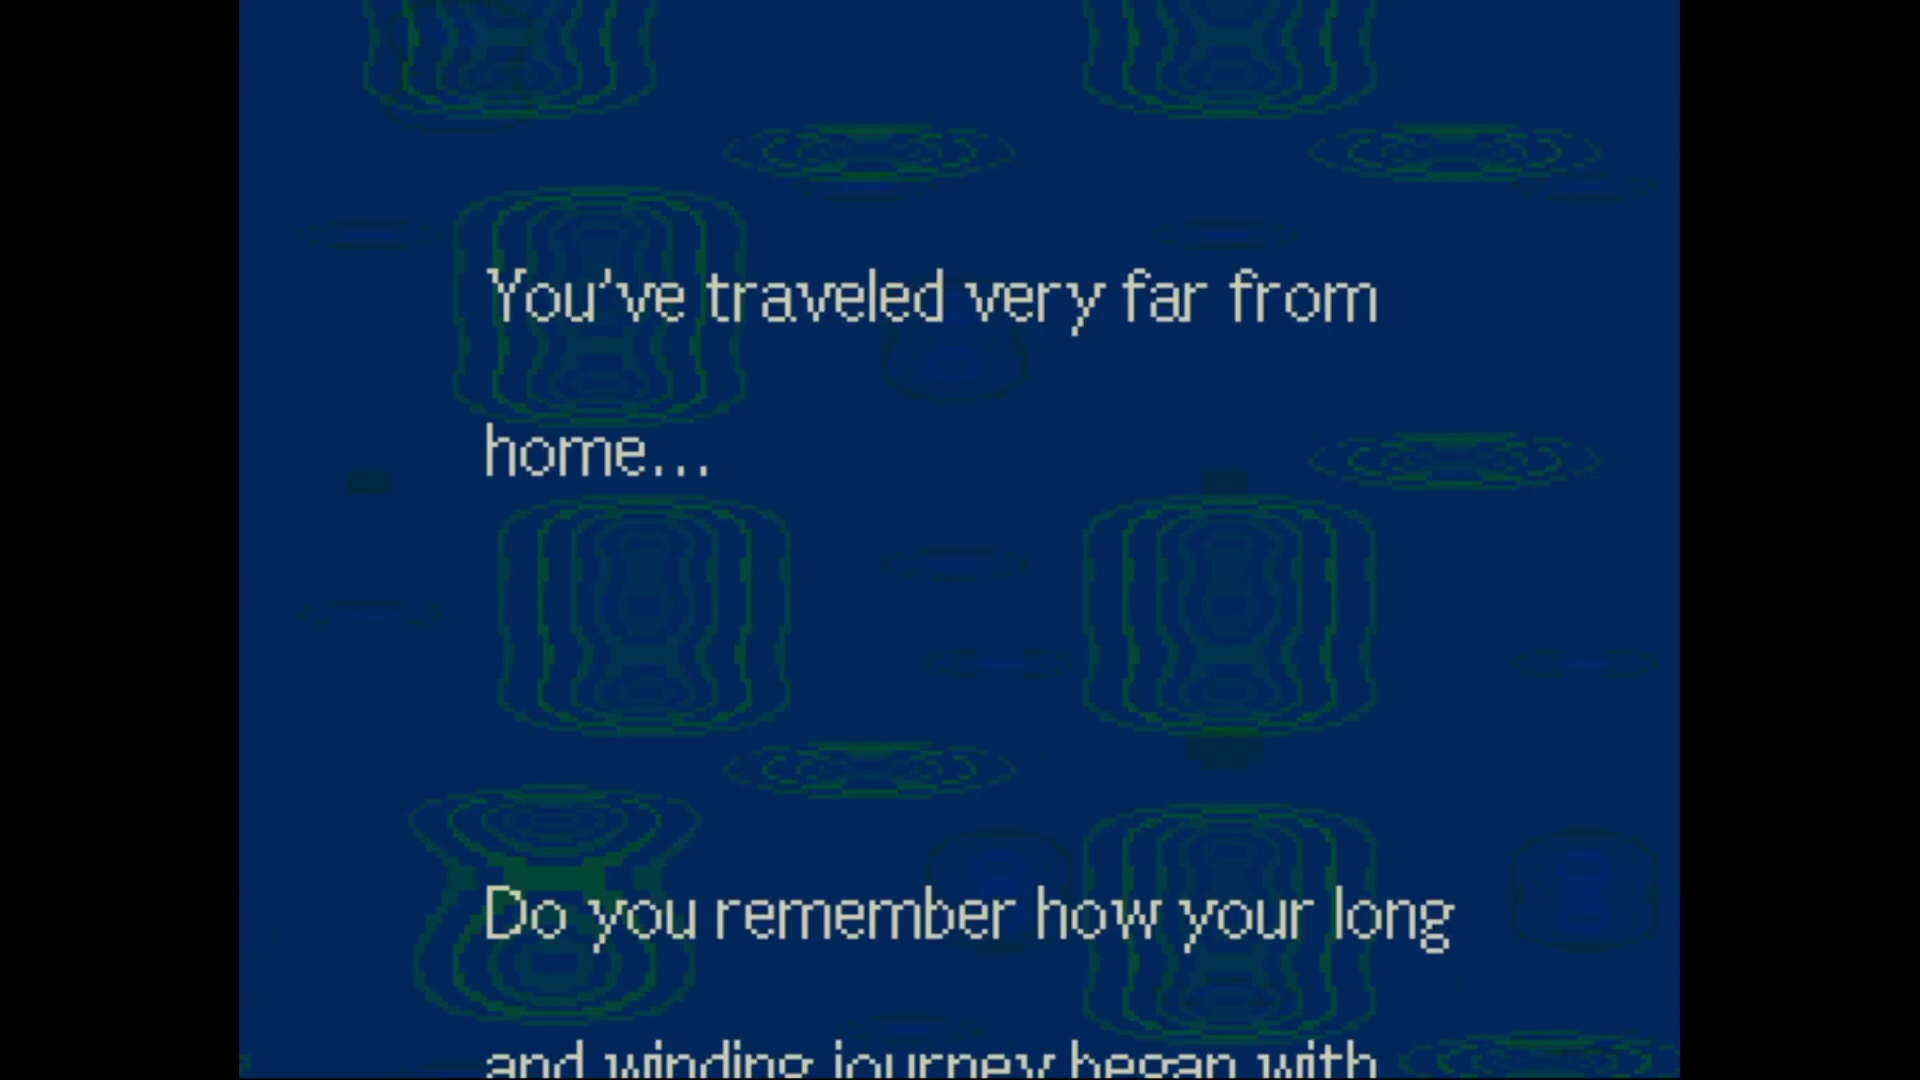 You've traveled very far from
home...
Do you remember how your long
and winding journey began with